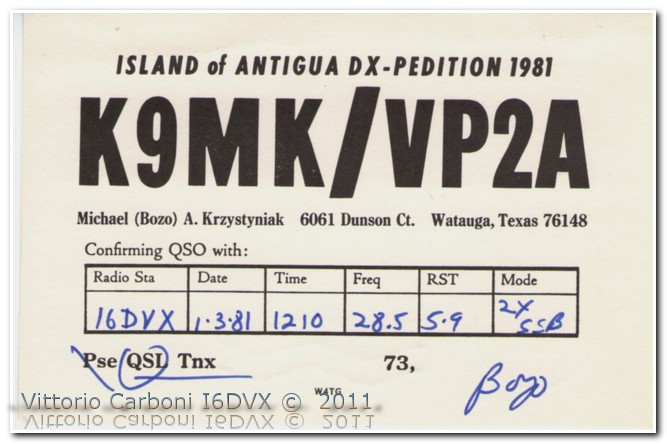 ISLAND of ANTIGUA DX-PEDITION 1981
K9MK/VP2A
Michael (Bozo) A. Krzystyniak 6061 Dunson Ct. Watauga, Texas 76148
Confirming QSO with:
Radio Sta Date Time Freq RST Mode
I6DVX 1.3.81 1210 28.5 5.9 2X SSB
Pse QSL Tnx 73,
Bozo
W4TG
Vittorio Carboni I6DVX © 2011